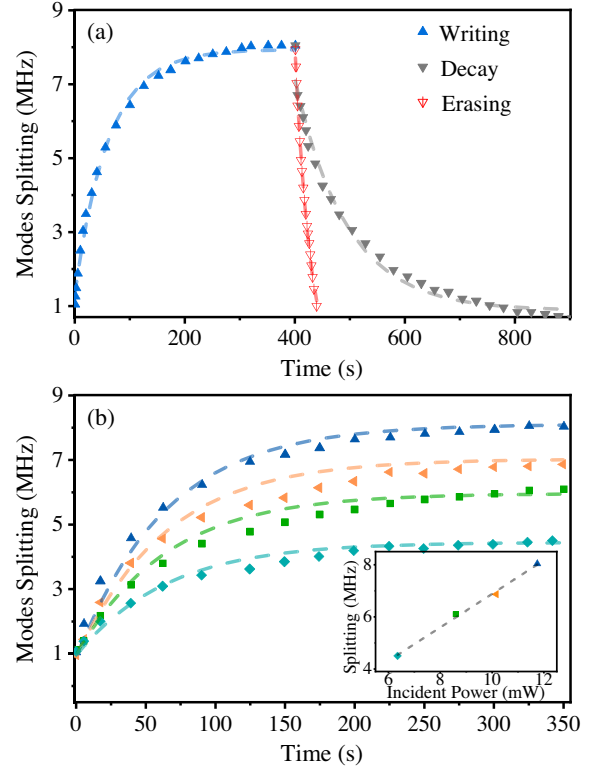 (a)
Writing
Decay
Erasing
Modes Splitting (MHz)
9
7
5
3
1
0 200 400 600 800
Time (s)
(b)
Modes Splitting (MHz)
9
7
5
3
1
0 50 100 150 200 250 300 350
Time (s)
Splitting (MHz)
8
6
4
6 8 10 12
Incident Power (mW)